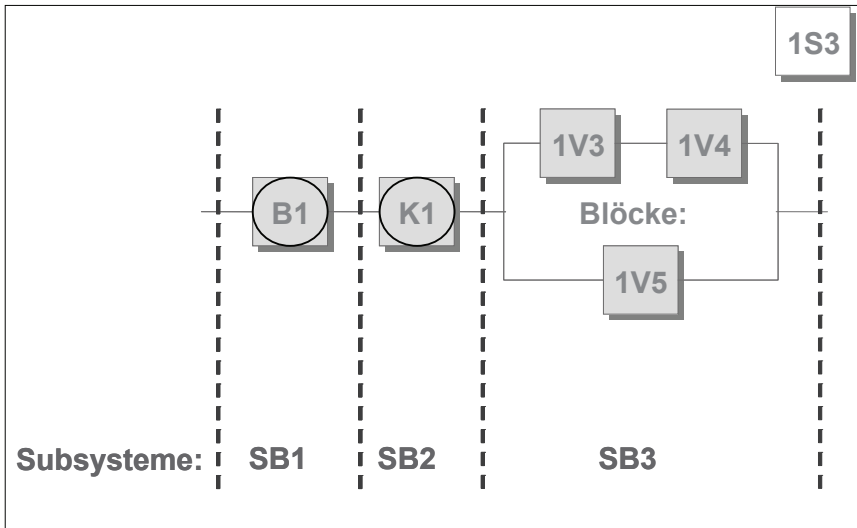 1S3
1V3 1V4
B1 K1 Blöcke:
1V5
Subsysteme: SB1 SB2 SB3